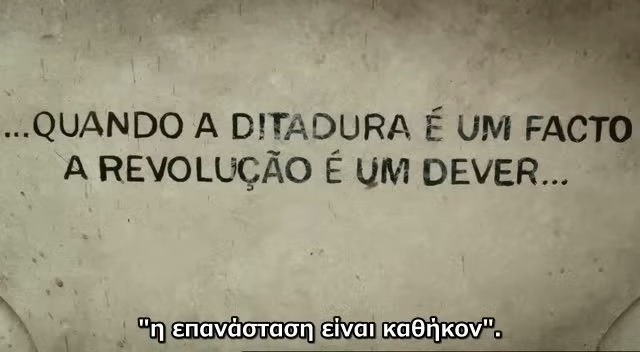 ...QUANDO A DITADURA É UM FACTO
A REVOLUÇÃO É UM DEVER...
"η επανάσταση είναι καθήκον".